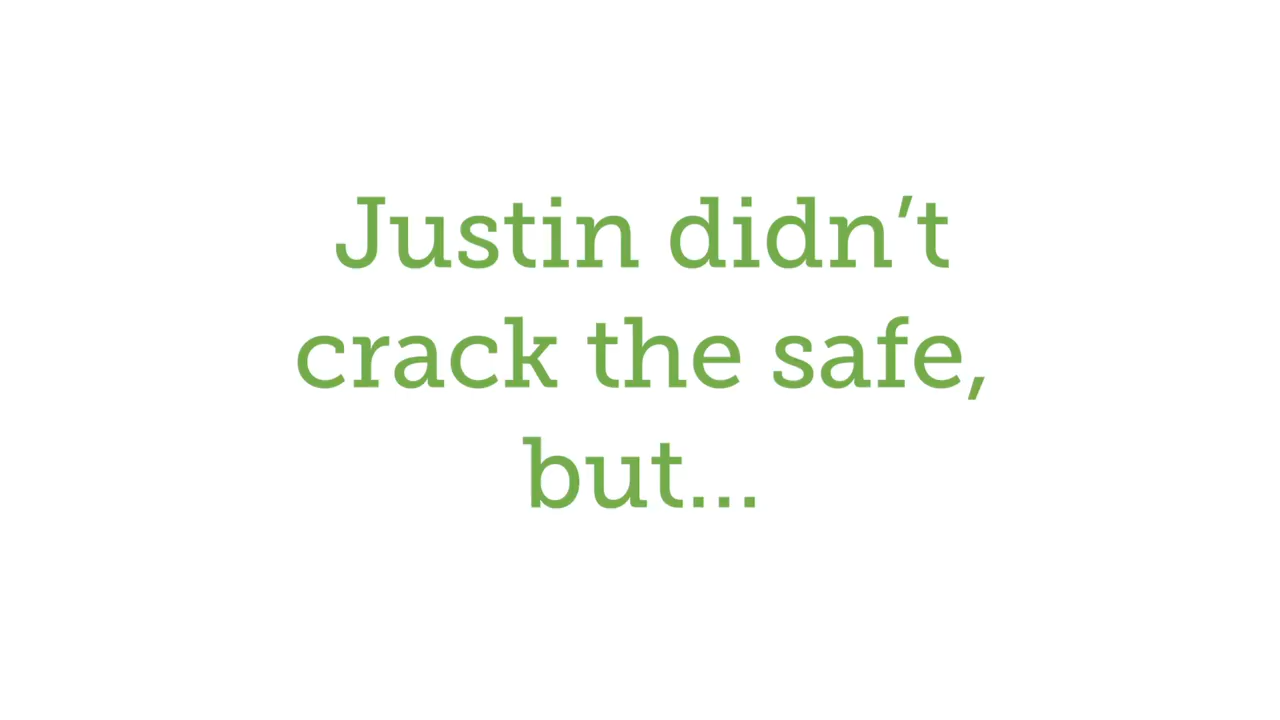 Justin didn’t
crack the safe,
but...